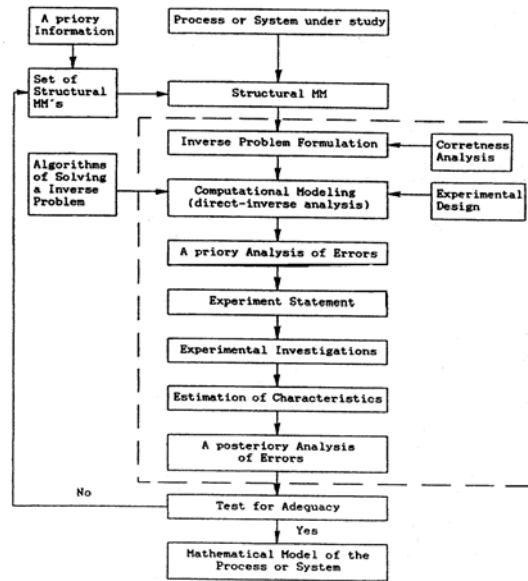 A priory
Information
Process or System under study
Set of
Structural
MM's
Structural MM
Inverse Problem Formulation
Corretness
Analysis
Algorithms
of Solving
a Inverse
Problem
Computational Modeling
(direct-inverse analysis)
Experimental
Design
A priory Analysis of Errors
Experiment Statement
Experimental Investigations
Estimation of Characteristics
A posteriory Analysis
of Errors
No
Test for Adequacy
Yes
Mathematical Model of the
Process or System